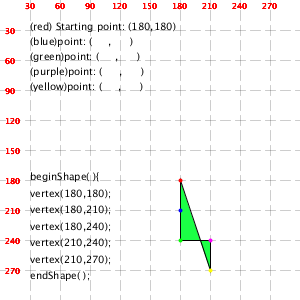 30 60 90 120 150 180 210 240 270
30
(red) Starting point: (180,180)
(blue)point: ( , )
(green)point: ( , )
60
(purple)point: ( , )
(yellow)point: ( , )
90
120
150
beginShape(){
180
vertex(180,180);
vertex(180,210);
210
vertex(180,240);
vertex(210,240);
240
vertex(210,270);
270
endShape();